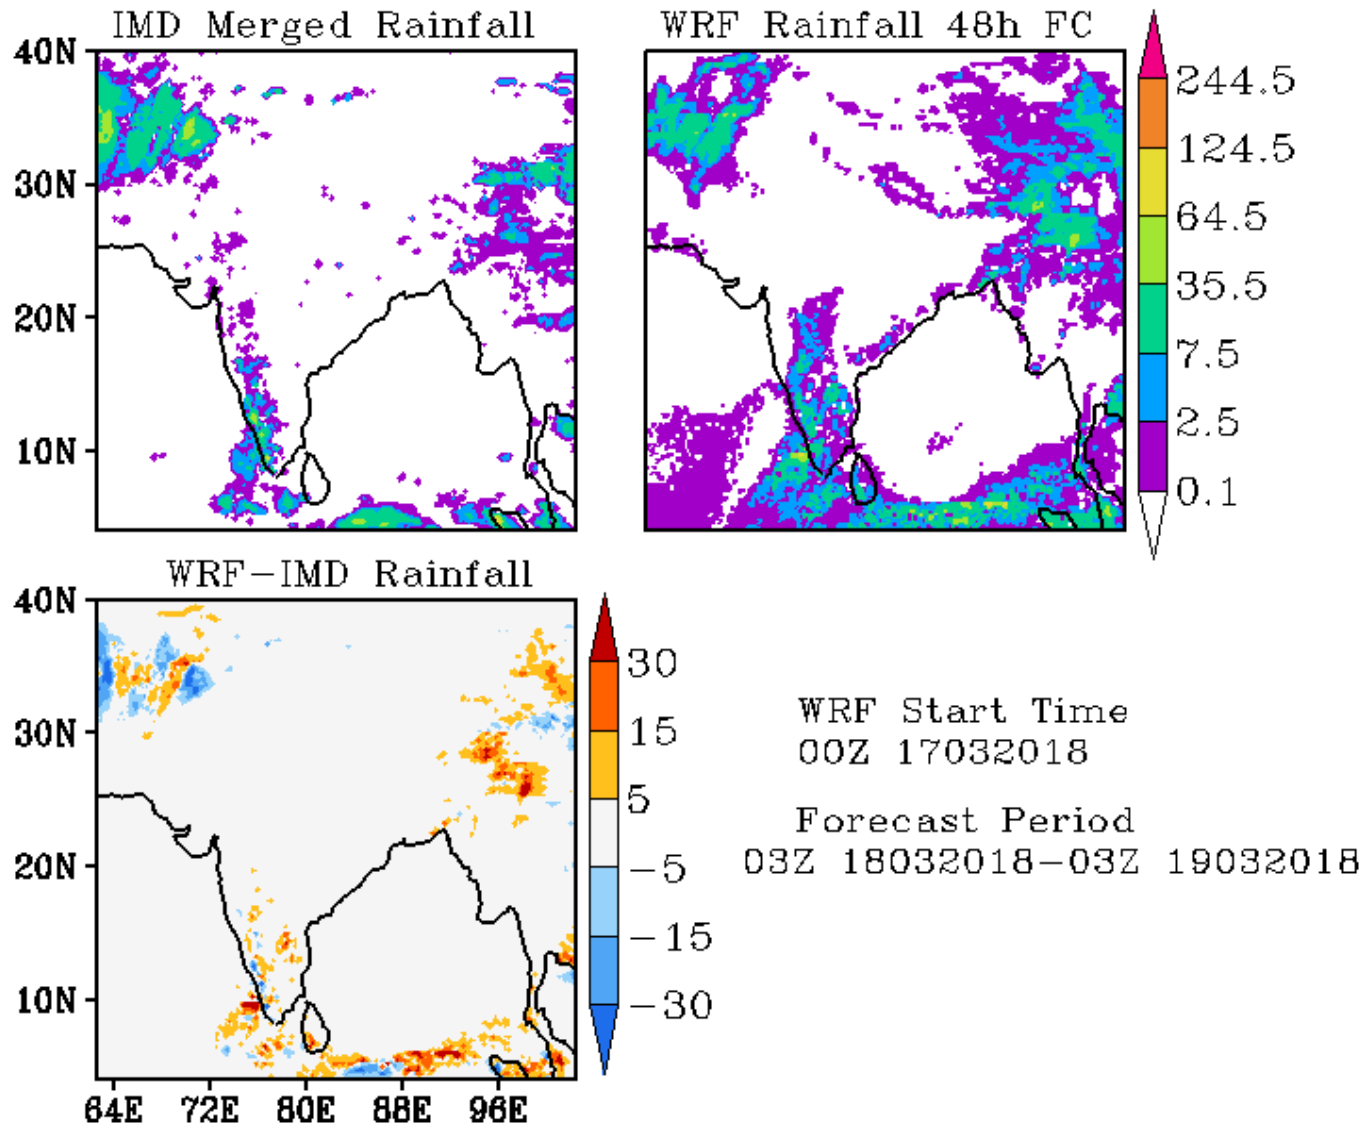 IMD Merged Rainfall
WRF Rainfall 48h FC
40N
30N
20N
10N
244.5
124.5
64.5
35.5
7.5
2.5
0.1
WRF-IMD Rainfall
40N
30N
20N
10N
64E 72E 80E 88E 96E
30
15
5
-5
-15
-30
WRF Start Time
00Z 17032018
Forecast Period
03Z 18032018-03Z 19032018